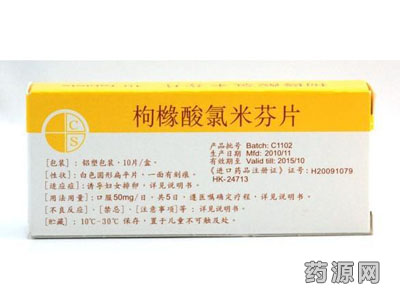 枸橼酸氯米芬片
CS
产品批号 Batch: C1102
生产日期 Mfd: 2010/11
有效期至 Valid till: 2015/10
《进口药品注册证》证号: H20091079
HK-24713
[包装]: 铝塑包装，10片/盒。
[性状]: 白色圆形扁平片，一面有刻痕。
[适应症]: 诱导妇女排卵。详见说明书。
[用法用量]: 口服50mg/日，共5日，遵医嘱确定疗程。详见说明书。
[不良反应]、[禁忌]、[注意事项]等：详见说明书。
[贮藏]: 10℃-30℃ 保存，置于儿童不可触及处。
药源网